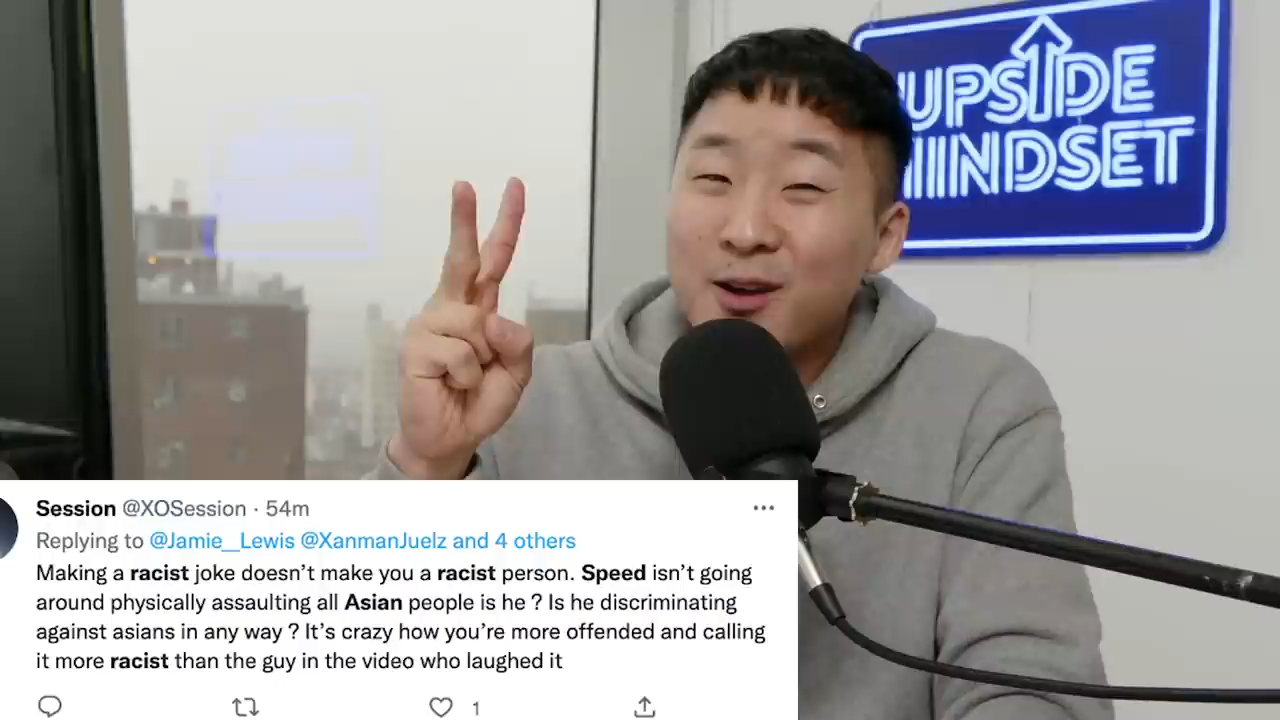 UPSIDE
MINDSET
Session @XOSession · 54m
Replying to @Jamie__Lewis @XanmanJuelz and 4 others
Making a racist joke doesn’t make you a racist person. Speed isn’t going
around physically assaulting all Asian people is he ? Is he discriminating
against asians in any way ? It’s crazy how you’re more offended and calling
it more racist than the guy in the video who laughed it
1